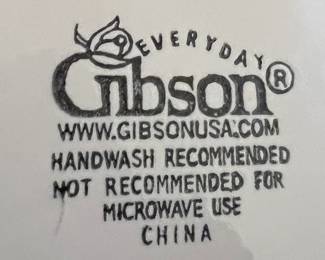 EVERYDAY
Gibson®
WWW.GIBSONUSA.COM
HANDWASH RECOMMENDED
NOT RECOMMENDED FOR
MICROWAVE USE
CHINA